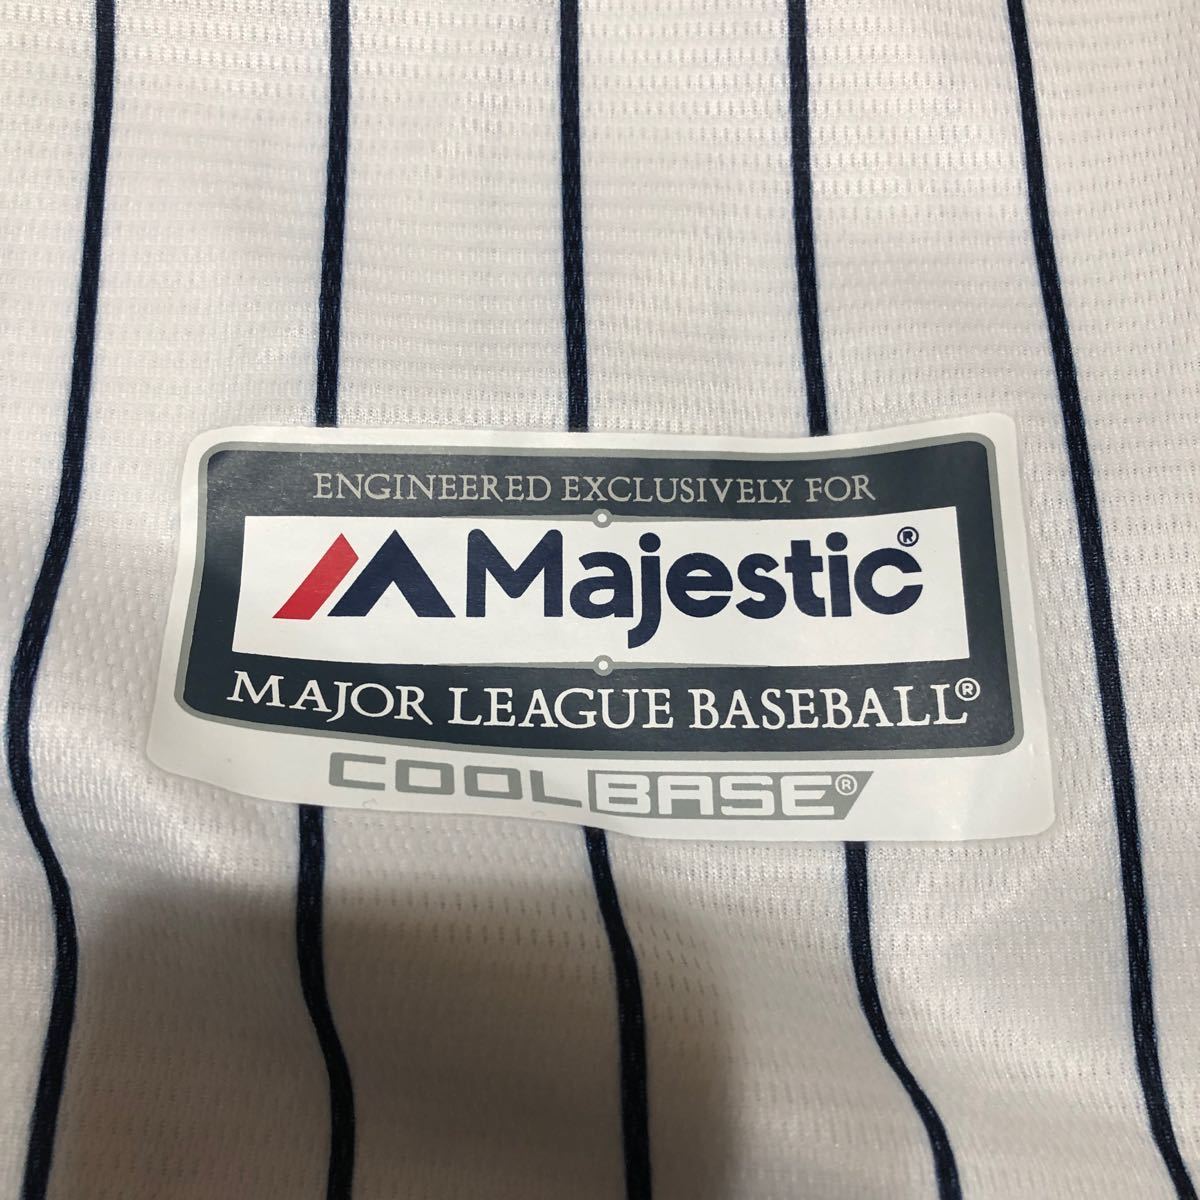 ENGINEERED EXCLUSIVELY FOR
Majestic®
MAJOR LEAGUE BASEBALL®
COOLBASE®